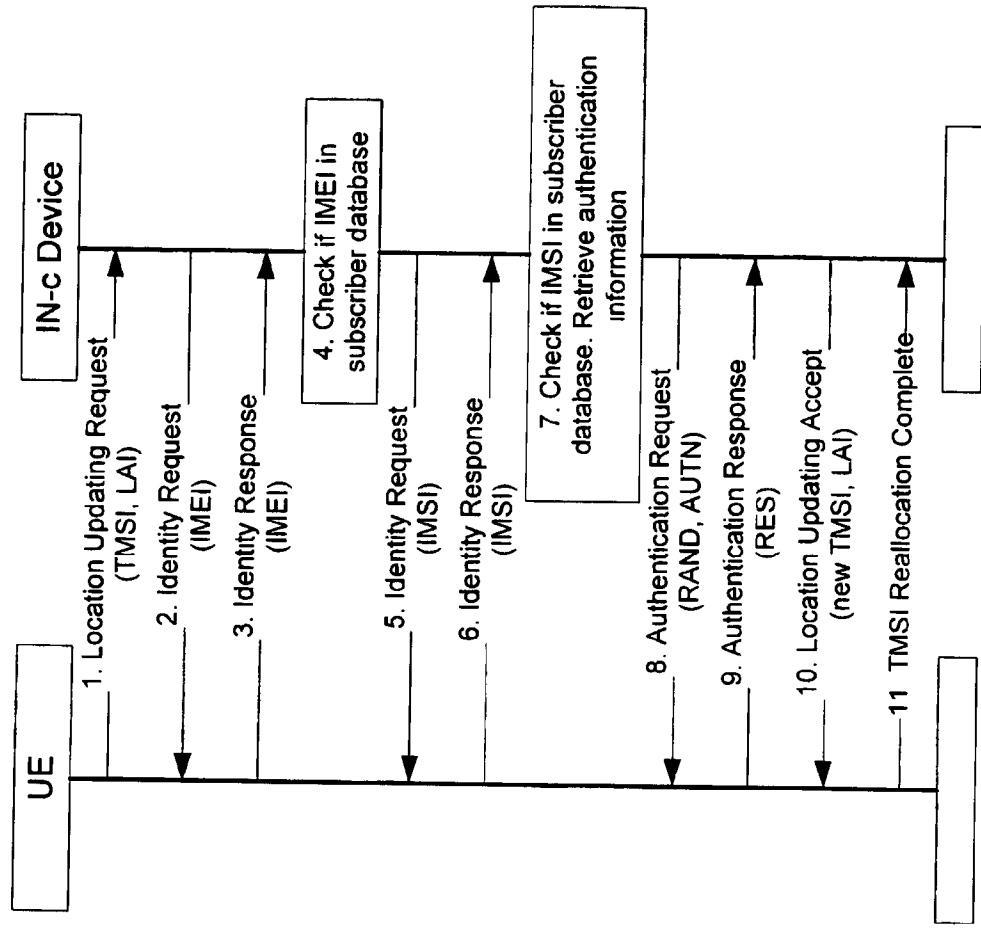 UE
IN-c Device
1. Location Updating Request
(TMSI, LAI)
2. Identity Request
(IMEI)
3. Identity Response
(IMEI)
4. Check if IMEI in
subscriber database
5. Identity Request
(IMSI)
6. Identity Response
(IMSI)
7. Check if IMSI in subscriber
database. Retrieve authentication
information
8. Authentication Request
(RAND, AUTN)
9. Authentication Response
(RES)
10. Location Updating Accept
(new TMSI, LAI)
11 TMSI Reallocation Complete